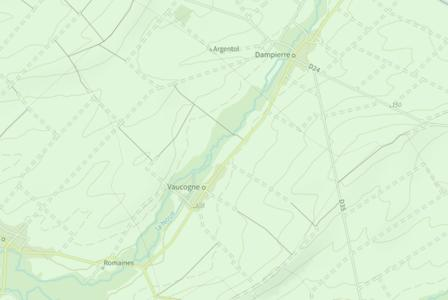 Argentol
Dampierre
D24
Vaucogne
D35
Romaines